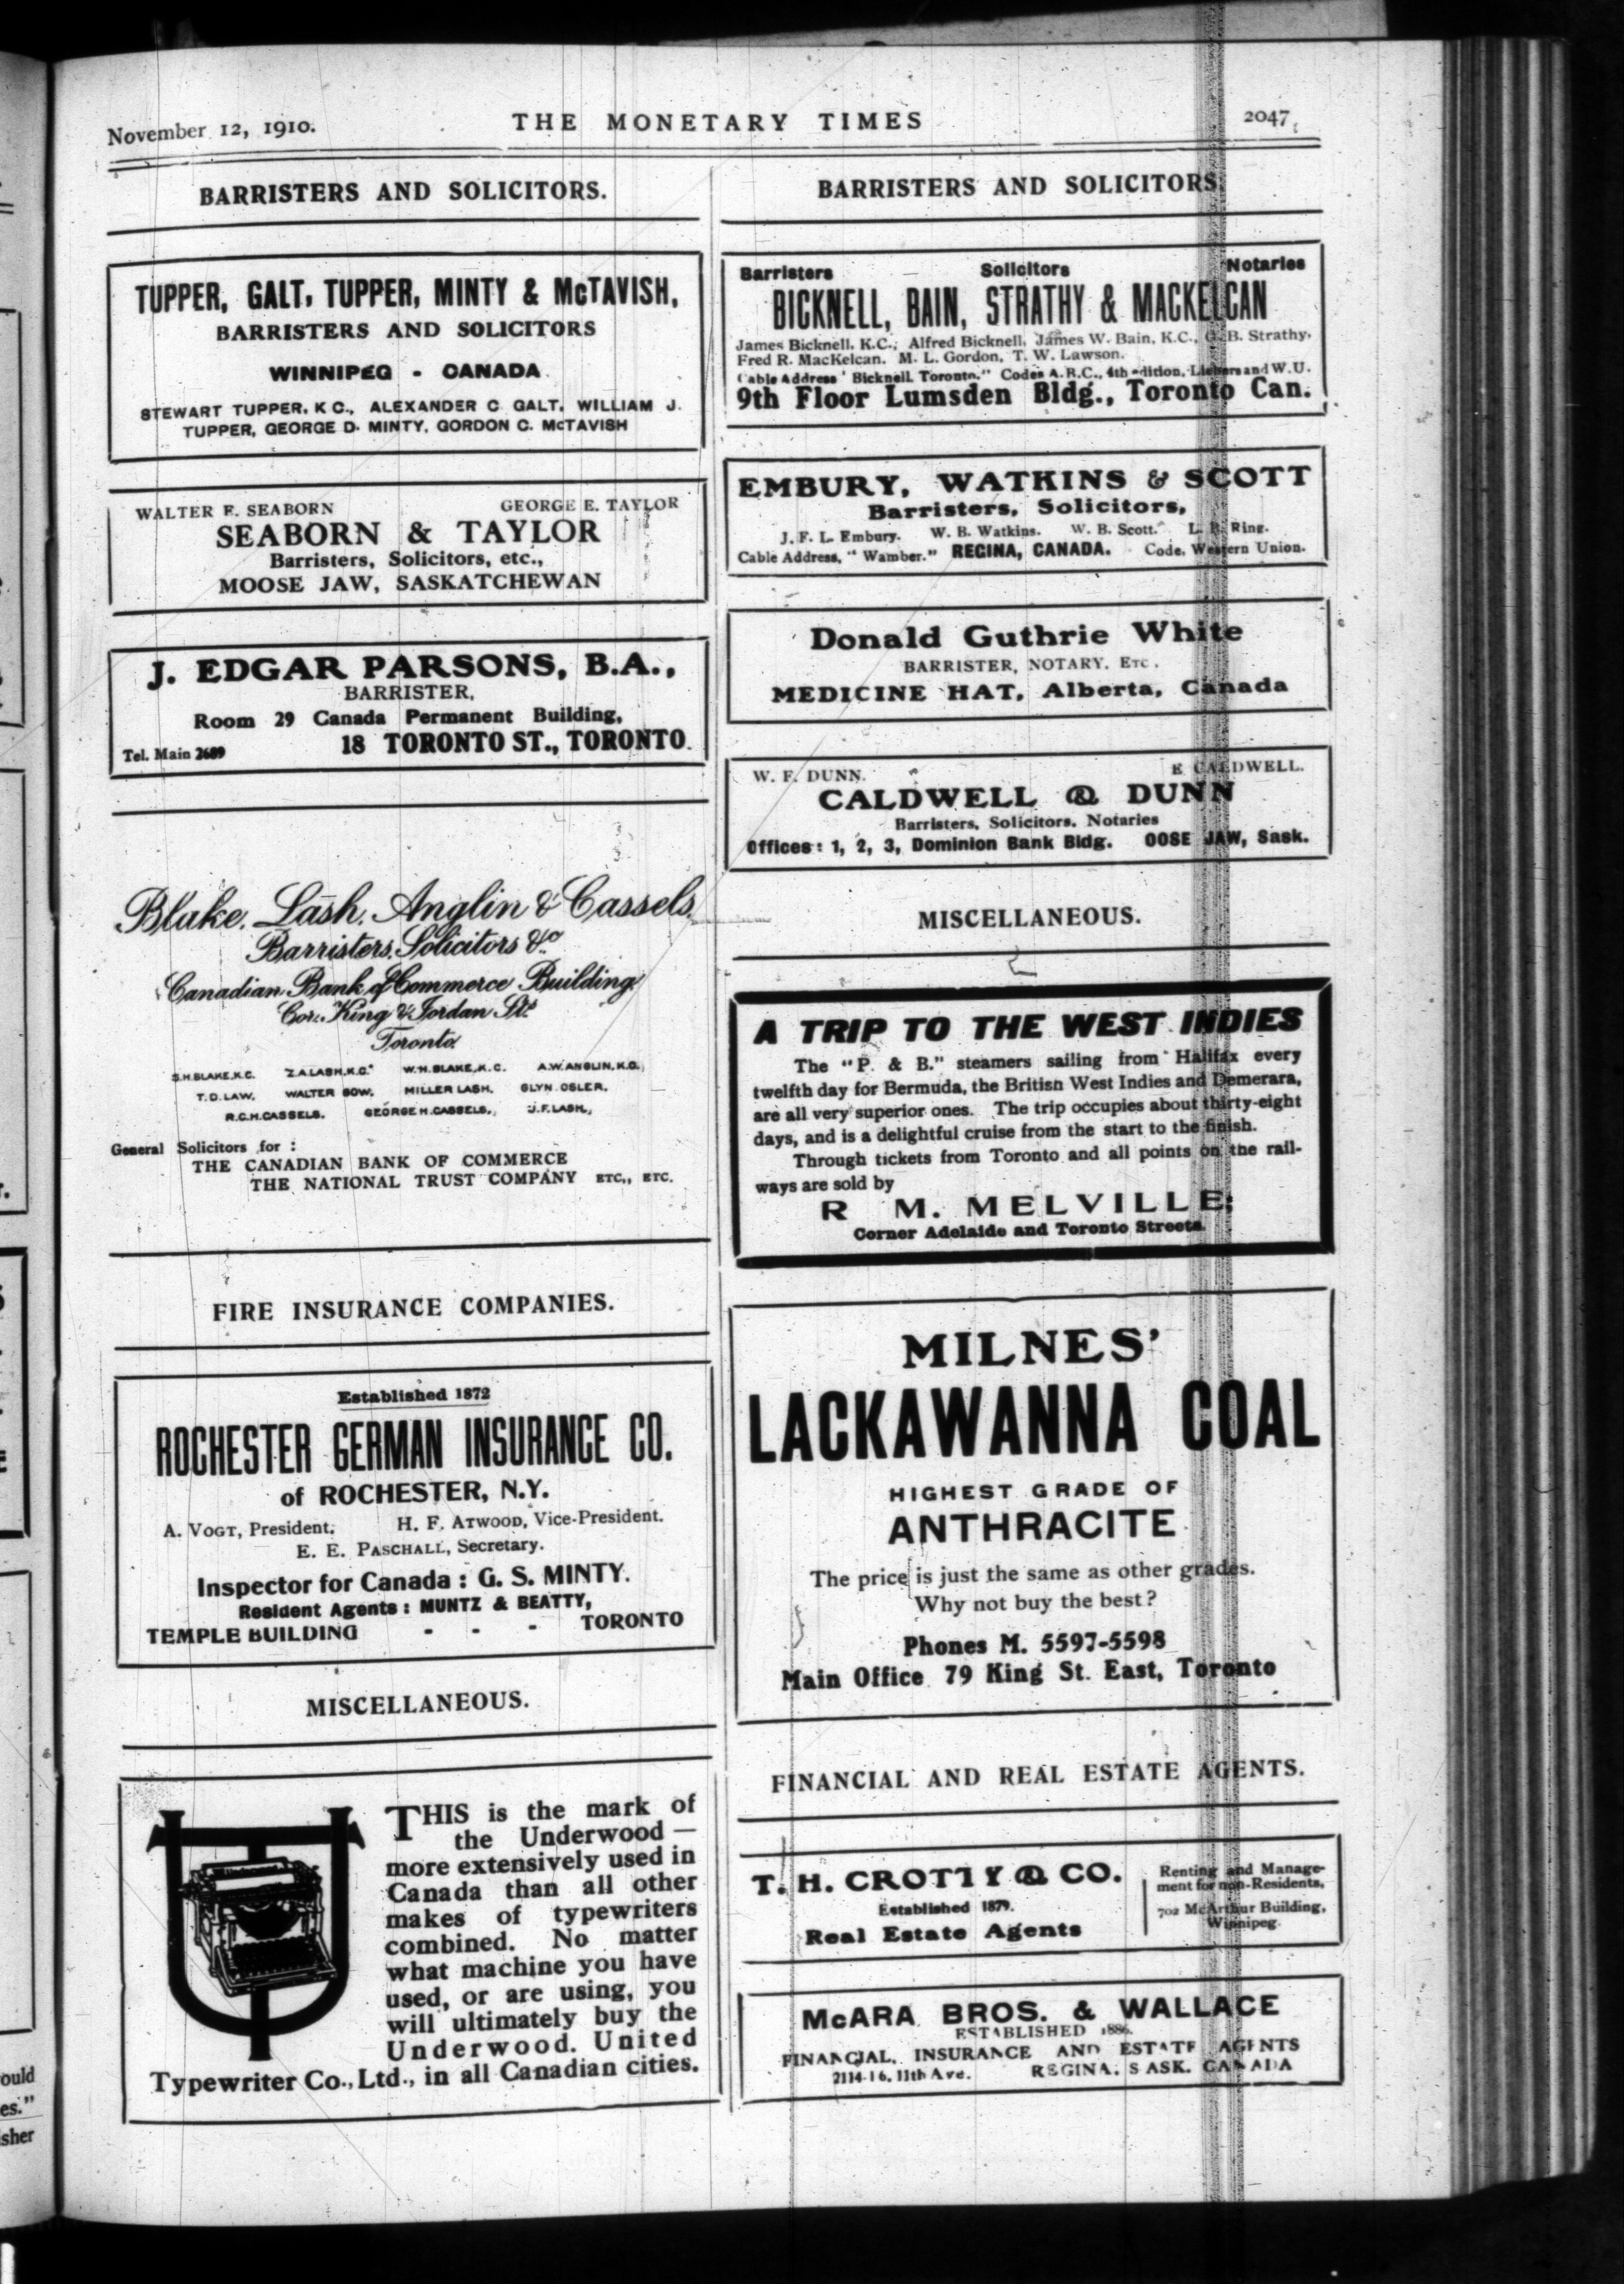 November 12, 1910.
THE MONETARY TIMES
2047
BARRISTERS AND SOLICITORS.
TUPPER, GALT, TUPPER, MINTY & McTAVISH,
BARRISTERS AND SOLICITORS
WINNIPEG - CANADA
STEWART TUPPER, K C., ALEXANDER C GALT, WILLIAM J.
TUPPER, GEORGE D. MINTY, GORDON C. McTAVISH
WALTER F. SEABORN GEORGE E. TAYLOR
SEABORN & TAYLOR
Barristers, Solicitors, etc.,
MOOSE JAW, SASKATCHEWAN
J. EDGAR PARSONS, B.A.,
BARRISTER,
Room 29 Canada Permanent Building,
Tel. Main 2689 18 TORONTO ST., TORONTO.
Blake, Lash, Anglin & Cassels,
Barristers, Solicitors &c
Canadian Bank of Commerce Building,
Cor. King & Jordan Sts
Toronto.
S.H. BLAKE, K.C. Z.A. LASH, K.C. W.H. BLAKE, K.C. A.W. ANGLIN, K.C.,
T.D. LAW, WALTER GOW, MILLER LASH, GLYN OSLER,
R.C.H. CASSELS, GEORGE H. CASSELS, J.F. LASH,
General Solicitors for :
THE CANADIAN BANK OF COMMERCE
THE NATIONAL TRUST COMPANY ETC., ETC.
FIRE INSURANCE COMPANIES.
Established 1872
ROCHESTER GERMAN INSURANCE CO.
of ROCHESTER, N.Y.
A. VOGT, President. H. F. ATWOOD, Vice-President.
E. E. PASCHALL, Secretary.
Inspector for Canada : G. S. MINTY.
Resident Agents : MUNTZ & BEATTY,
TEMPLE BUILDING - - - TORONTO
MISCELLANEOUS.
THIS is the mark of
the Underwood —
more extensively used in
Canada than all other
makes of typewriters
combined. No matter
what machine you have
used, or are using, you
will ultimately buy the
Underwood. United
Typewriter Co., Ltd., in all Canadian cities.
BARRISTERS AND SOLICITORS.
Barristers Solicitors Notaries
BICKNELL, BAIN, STRATHY & MACKELCAN
James Bicknell, K.C., Alfred Bicknell, James W. Bain, K.C., G. B. Strathy,
Fred R. MacKelcan, M. L. Gordon, T. W. Lawson.
Cable Address ' Bicknell, Toronto." Codes A.B.C., 4th edition, Liebers and W.U.
9th Floor Lumsden Bldg., Toronto Can.
EMBURY, WATKINS & SCOTT
Barristers, Solicitors,
J. F. L. Embury. W. B. Watkins. W. B. Scott. L. Ring.
Cable Address, "Wamber." REGINA, CANADA. Code, Western Union.
Donald Guthrie White
BARRISTER, NOTARY, ETC.
MEDICINE HAT, Alberta, Canada
W. F. DUNN. E CALDWELL.
CALDWELL & DUNN
Barristers, Solicitors, Notaries
Offices: 1, 2, 3, Dominion Bank Bldg. OOSE JAW, Sask.
MISCELLANEOUS.
A TRIP TO THE WEST INDIES
The "P. & B." steamers sailing from Halifax every
twelfth day for Bermuda, the British West Indies and Demerara,
are all very superior ones. The trip occupies about thirty-eight
days, and is a delightful cruise from the start to the finish.
Through tickets from Toronto and all points on the rail-
ways are sold by
R M. MELVILLE,
Corner Adelaide and Toronto Streets.
MILNES'
LACKAWANNA COAL
HIGHEST GRADE OF
ANTHRACITE
The price is just the same as other grades.
Why not buy the best?
Phones M. 5597-5598
Main Office 79 King St. East, Toronto
FINANCIAL AND REAL ESTATE AGENTS.
T. H. CROTTY & CO.
Established 1879.
Real Estate Agents
Renting and Manage-
ment for non-Residents,
702 McArthur Building,
Winnipeg.
McARA BROS. & WALLACE
ESTABLISHED 1886.
FINANCIAL, INSURANCE AND ESTATE AGENTS
2114-16, 11th Ave. REGINA, SASK. CANADA
ould
es."
sher